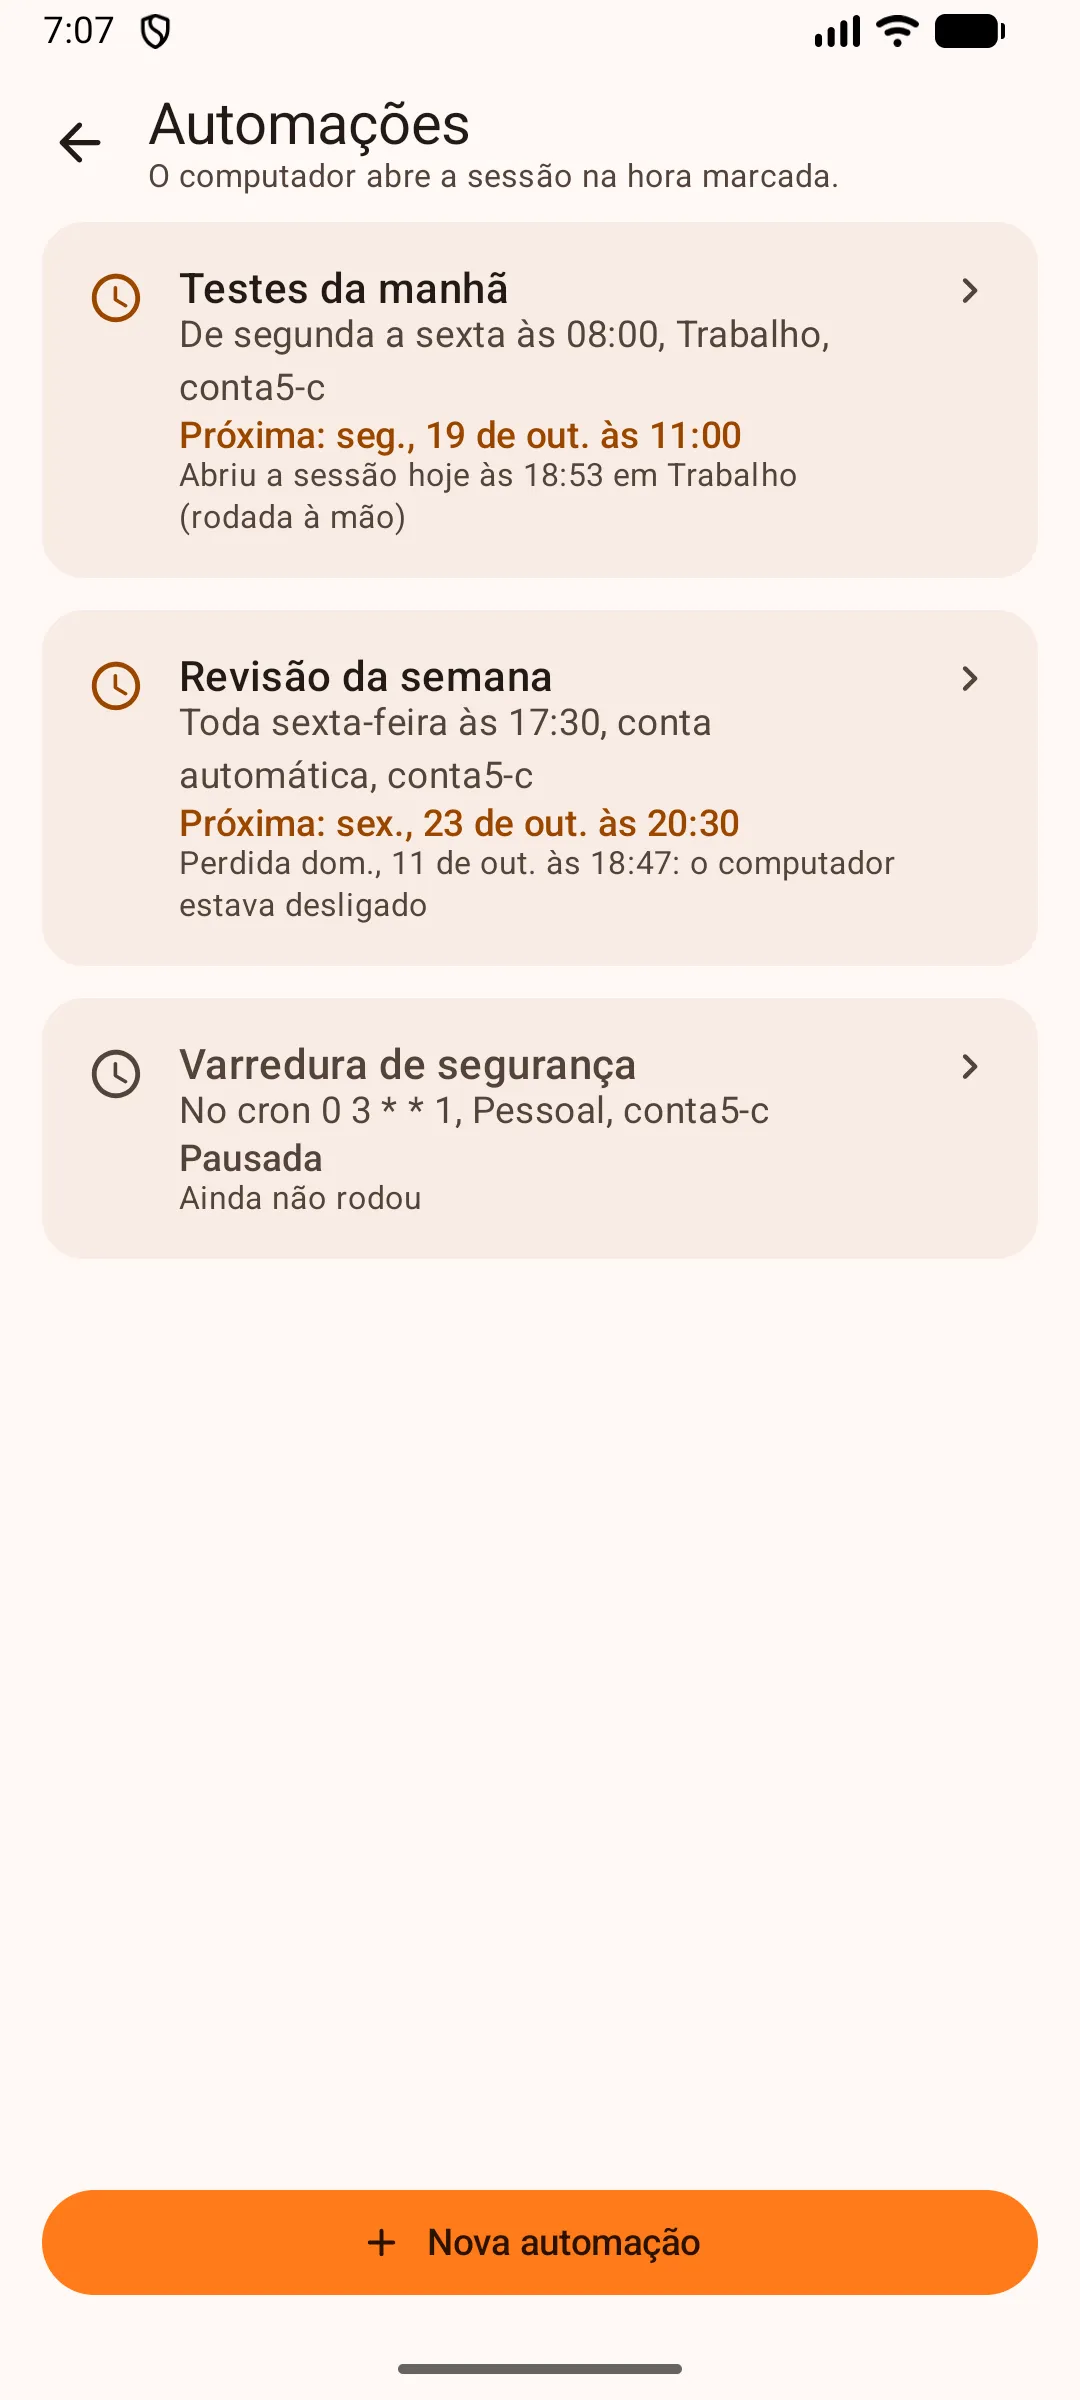 7:07
Automações
O computador abre a sessão na hora marcada.
Testes da manhã
De segunda a sexta às 08:00, Trabalho,
conta5-c
Próxima: seg., 19 de out. às 11:00
Abriu a sessão hoje às 18:53 em Trabalho
(rodada à mão)
Revisão da semana
Toda sexta-feira às 17:30, conta
automática, conta5-c
Próxima: sex., 23 de out. às 20:30
Perdida dom., 11 de out. às 18:47: o computador
estava desligado
Varredura de segurança
No cron 0 3 * * 1, Pessoal, conta5-c
Pausada
Ainda não rodou
+ Nova automação